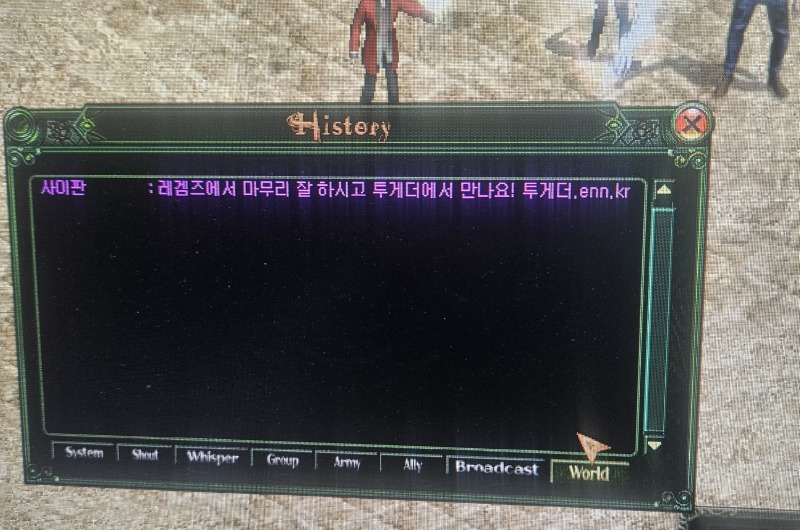 History
사이판 : 레겜즈에서 마무리 잘 하시고 투게더에서 만나요! 투게더.enn.kr
System Shout Whisper Group Army Ally Broadcast World